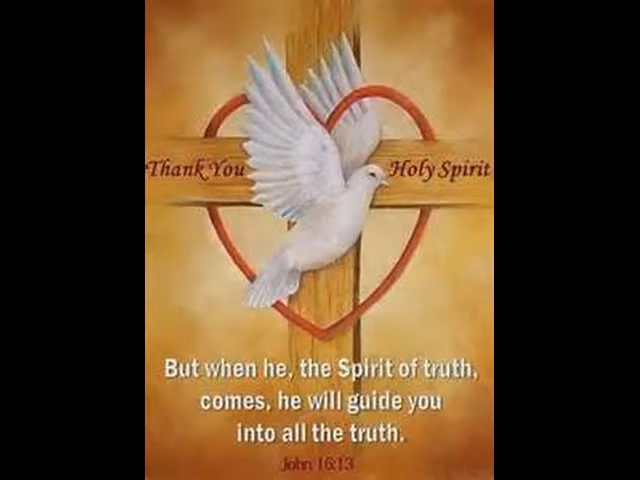 Thank You Holy Spirit
But when he, the Spirit of truth,
comes, he will guide you
into all the truth.
John 16:13